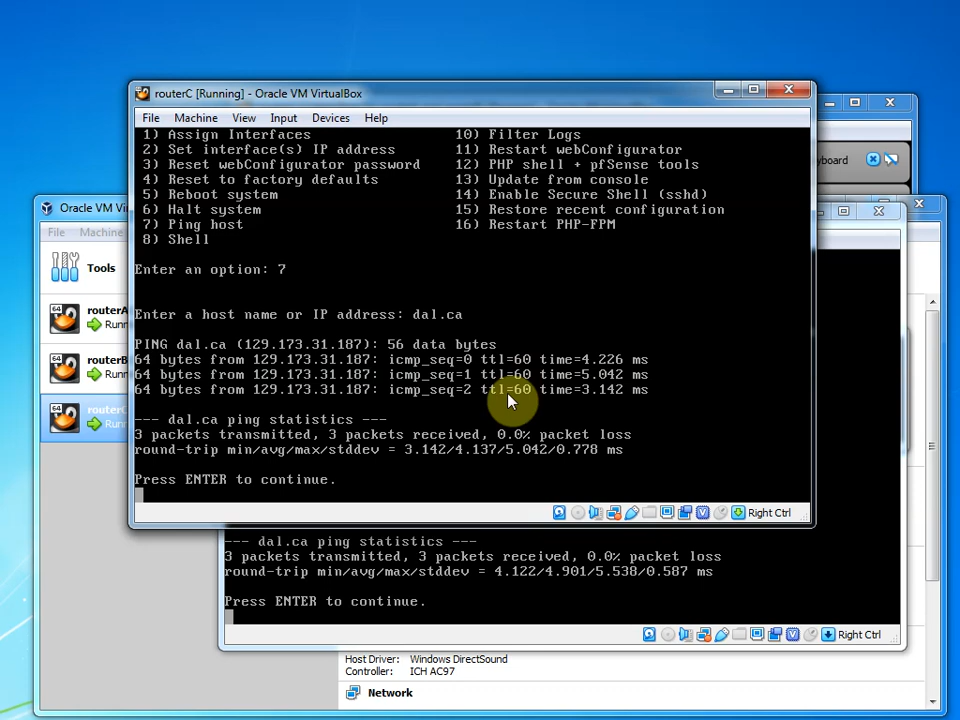 routerC [Running] - Oracle VM VirtualBox
File Machine View Input Devices Help
1) Assign Interfaces 10) Filter Logs
2) Set interface(s) IP address 11) Restart webConfigurator
3) Reset webConfigurator password 12) PHP shell + pfSense tools
4) Reset to factory defaults 13) Update from console
5) Reboot system 14) Enable Secure Shell (sshd)
6) Halt system 15) Restore recent configuration
7) Ping host 16) Restart PHP-FPM
8) Shell
Enter an option: 7
Enter a host name or IP address: dal.ca
PING dal.ca (129.173.31.187): 56 data bytes
64 bytes from 129.173.31.187: icmp_seq=0 ttl=60 time=4.226 ms
64 bytes from 129.173.31.187: icmp_seq=1 ttl=60 time=5.042 ms
64 bytes from 129.173.31.187: icmp_seq=2 ttl=60 time=3.142 ms
--- dal.ca ping statistics ---
3 packets transmitted, 3 packets received, 0.0% packet loss
round-trip min/avg/max/stddev = 3.142/4.137/5.042/0.778 ms
Press ENTER to continue.
Right Ctrl
--- dal.ca ping statistics ---
3 packets transmitted, 3 packets received, 0.0% packet loss
round-trip min/avg/max/stddev = 4.122/4.901/5.538/0.587 ms
Press ENTER to continue.
Right Ctrl
Oracle VM Vi
File Machine
Tools
64 router
Runn
64 router
Runn
64 router
Runn
yboard
Host Driver: Windows DirectSound
Controller: ICH AC97
Network